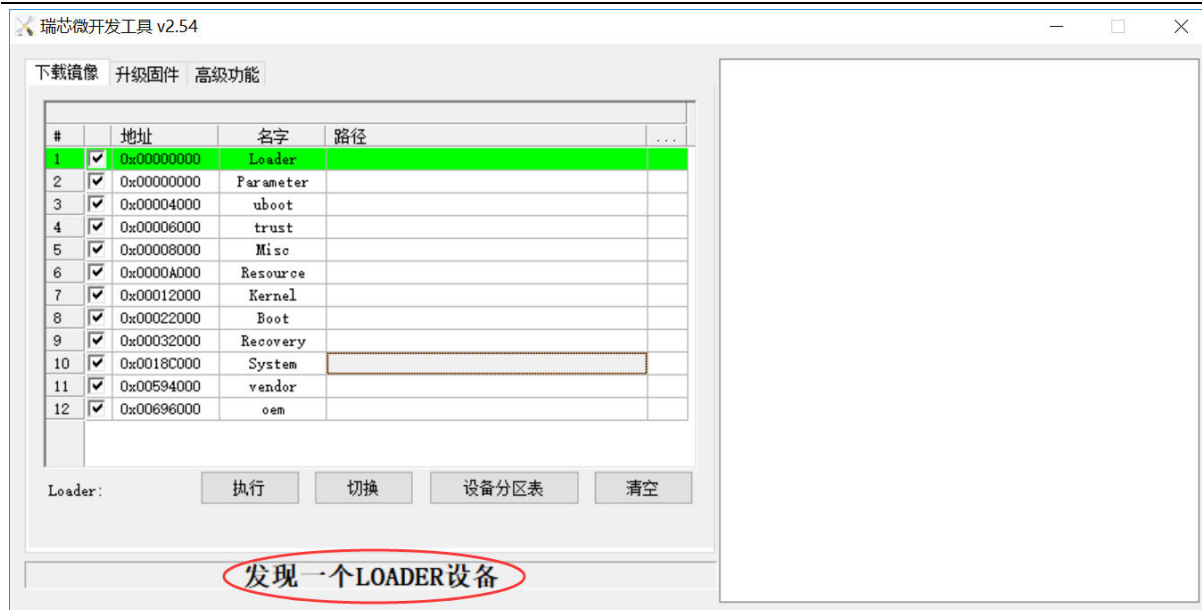 瑞芯微开发工具 v2.54
下载镜像 升级固件 高级功能
# 地址 名字 路径 ...
1 0x00000000 Loader
2 0x00000000 Parameter
3 0x00004000 uboot
4 0x00006000 trust
5 0x00008000 Misc
6 0x0000A000 Resource
7 0x00012000 Kernel
8 0x00022000 Boot
9 0x00032000 Recovery
10 0x0018C000 System
11 0x00594000 vendor
12 0x00696000 oem
Loader: 执行 切换 设备分区表 清空
发现一个LOADER设备